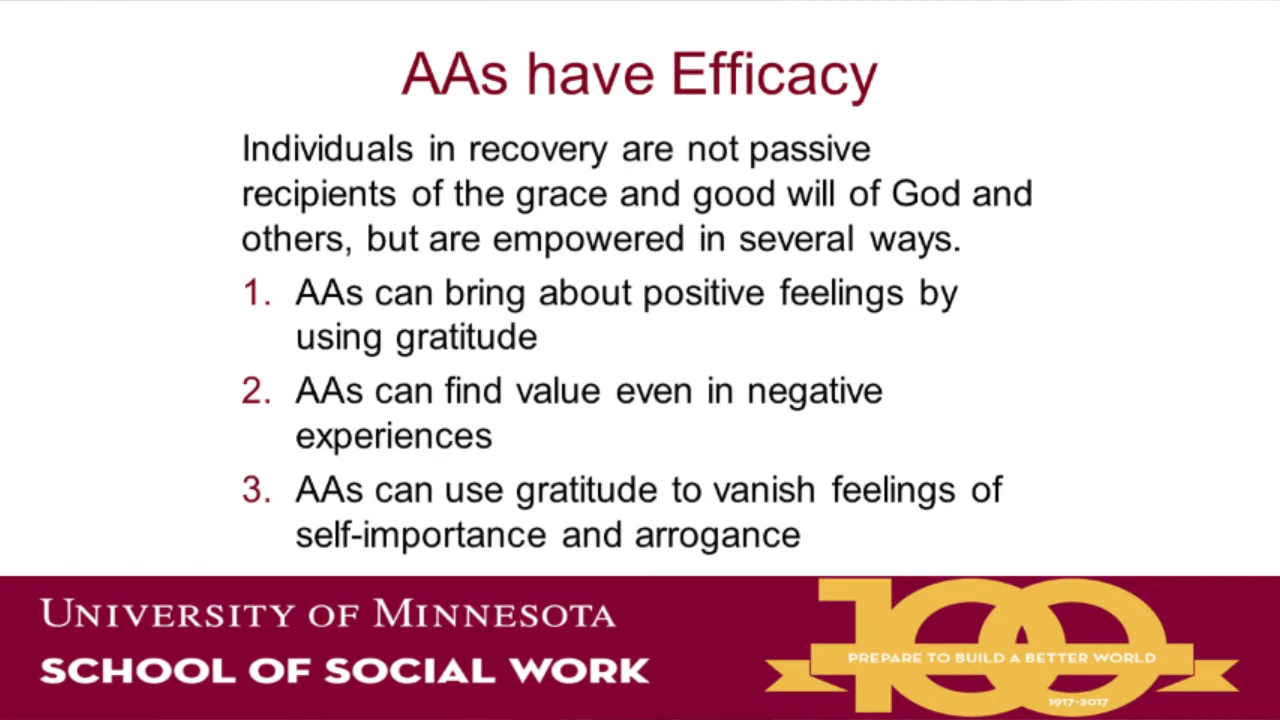 AAs have Efficacy
Individuals in recovery are not passive
recipients of the grace and good will of God and
others, but are empowered in several ways.
1. AAs can bring about positive feelings by
using gratitude
2. AAs can find value even in negative
experiences
3. AAs can use gratitude to vanish feelings of
self-importance and arrogance
UNIVERSITY OF MINNESOTA
SCHOOL OF SOCIAL WORK
100
PREPARE TO BUILD A BETTER WORLD
1917-2017